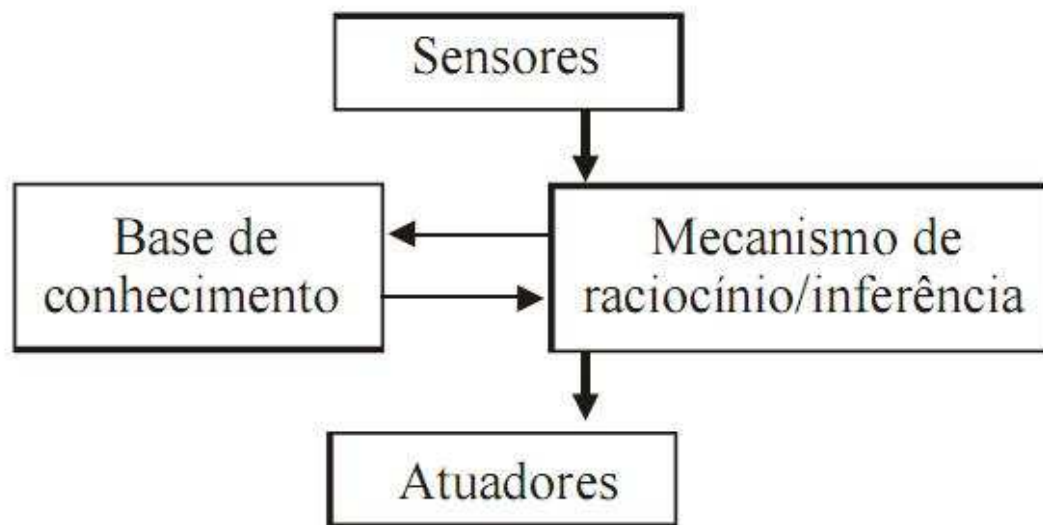 Sensores
Base de
conhecimento
Mecanismo de
raciocínio/inferência
Atuadores